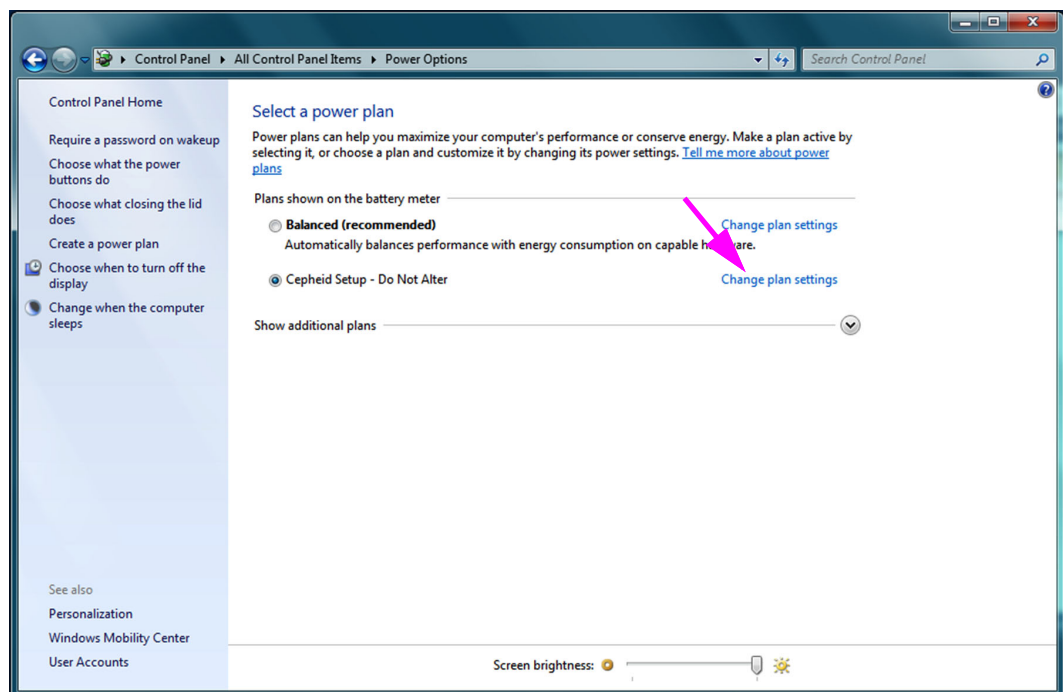 Control Panel ▸ All Control Panel Items ▸ Power Options
Search Control Panel
Control Panel Home
Require a password on wakeup
Choose what the power
buttons do
Choose what closing the lid
does
Create a power plan
Choose when to turn off the
display
Change when the computer
sleeps
See also
Personalization
Windows Mobility Center
User Accounts
Select a power plan
Power plans can help you maximize your computer's performance or conserve energy. Make a plan active by
selecting it, or choose a plan and customize it by changing its power settings. Tell me more about power
plans
Plans shown on the battery meter
Balanced (recommended) Change plan settings
Automatically balances performance with energy consumption on capable
Cepheid Setup - Do Not Alter Change plan settings
Show additional plans
Screen brightness: